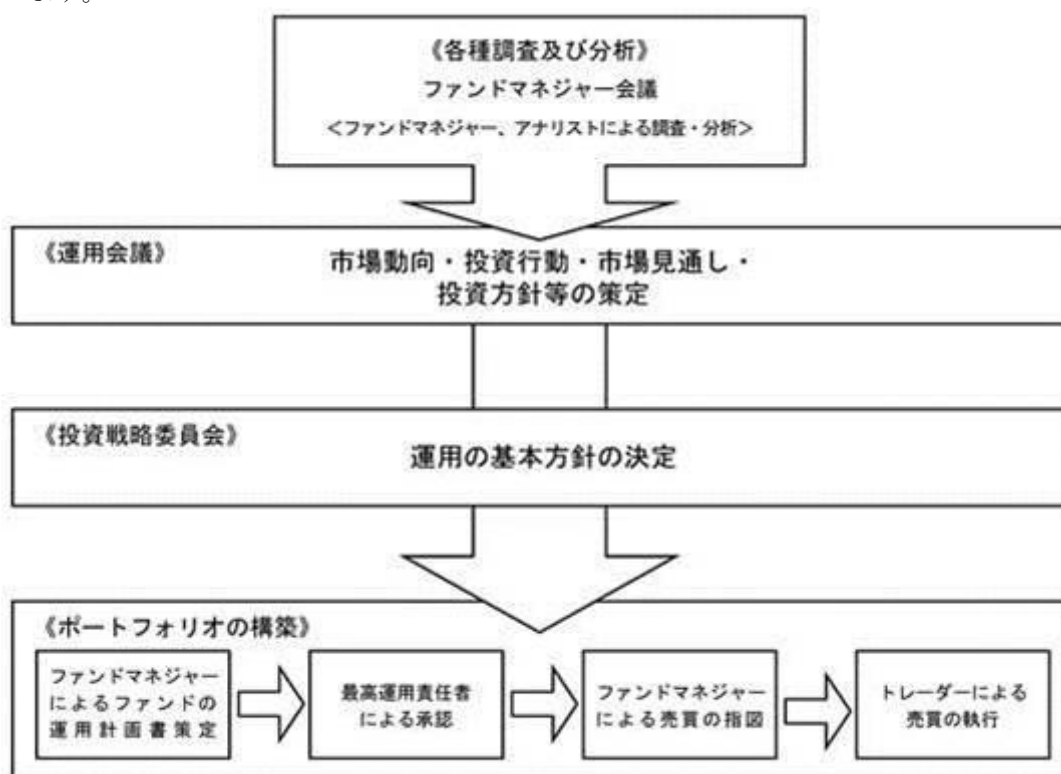 ます。
《各種調査及び分析》
ファンドマネジャー会議
＜ファンドマネジャー、アナリストによる調査・分析＞
《運用会議》
市場動向・投資行動・市場見通し・
投資方針等の策定
《投資戦略委員会》
運用の基本方針の決定
《ポートフォリオの構築》
ファンドマネジャー
によるファンドの
運用計画書策定
最高運用責任者
による承認
ファンドマネジャー
による売買の指図
トレーダーによる
売買の執行